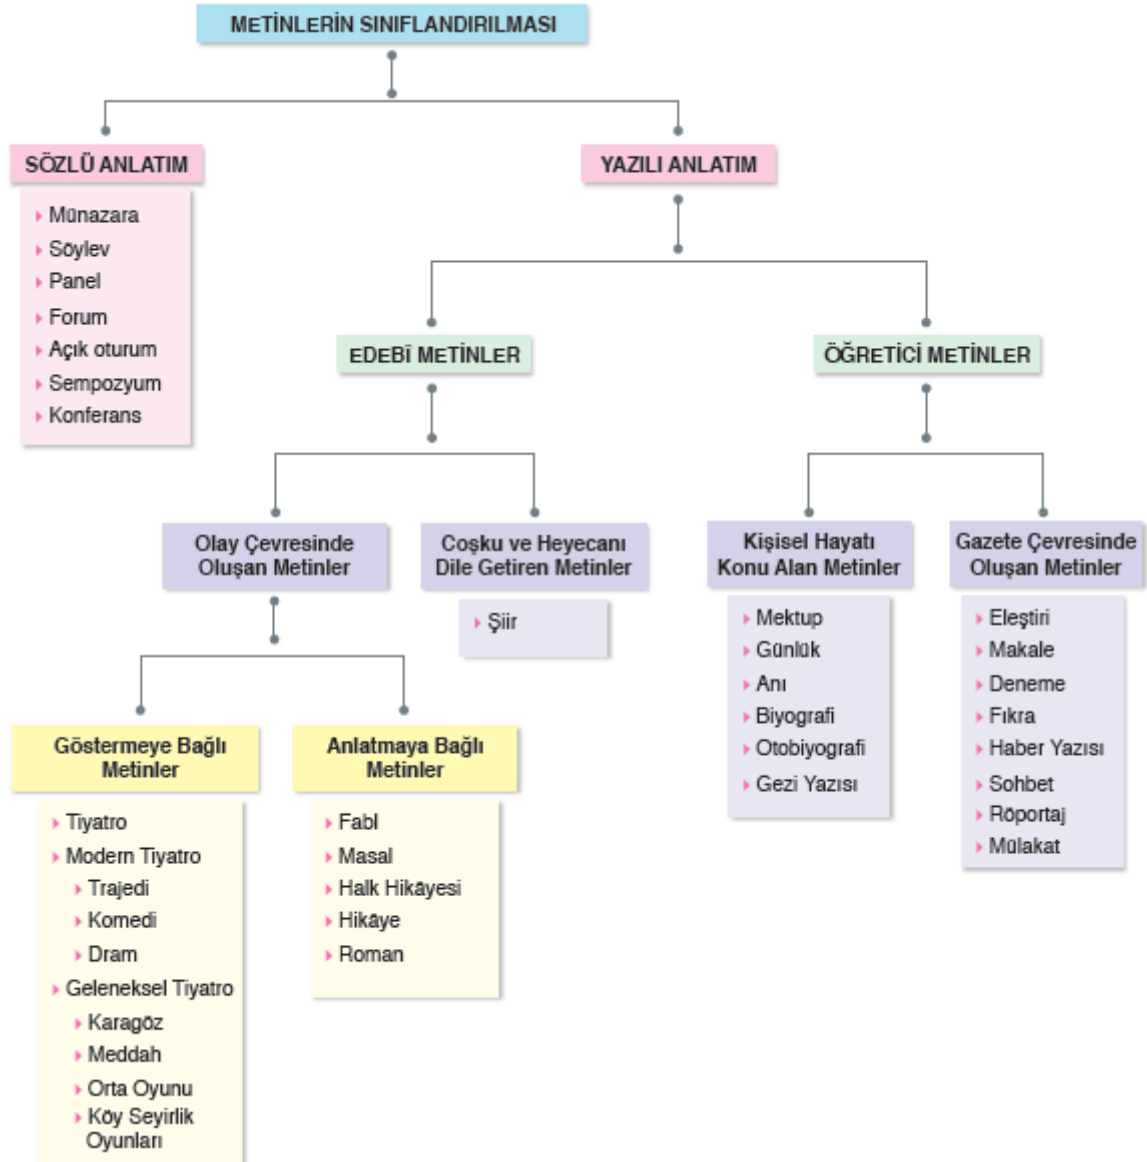 METİNLERİN SINIFLANDIRILMASI
SÖZLÜ ANLATIM
Münazara
Söylev
Panel
Forum
Açık oturum
Sempozyum
Konferans
YAZILI ANLATIM
EDEBÎ METİNLER
ÖĞRETİCİ METİNLER
Olay Çevresinde
Oluşan Metinler
Coşku ve Heyecanı
Dile Getiren Metinler
Şiir
Kişisel Hayatı
Konu Alan Metinler
Mektup
Günlük
Anı
Biyografi
Otobiyografi
Gezi Yazısı
Gazete Çevresinde
Oluşan Metinler
Eleştiri
Makale
Deneme
Fıkra
Haber Yazısı
Sohbet
Röportaj
Mülakat
Göstermeye Bağlı
Metinler
Tiyatro
Modern Tiyatro
Trajedi
Komedi
Dram
Geleneksel Tiyatro
Karagöz
Meddah
Orta Oyunu
Köy Seyirlik
Oyunları
Anlatmaya Bağlı
Metinler
Fabl
Masal
Halk Hikâyesi
Hikâye
Roman